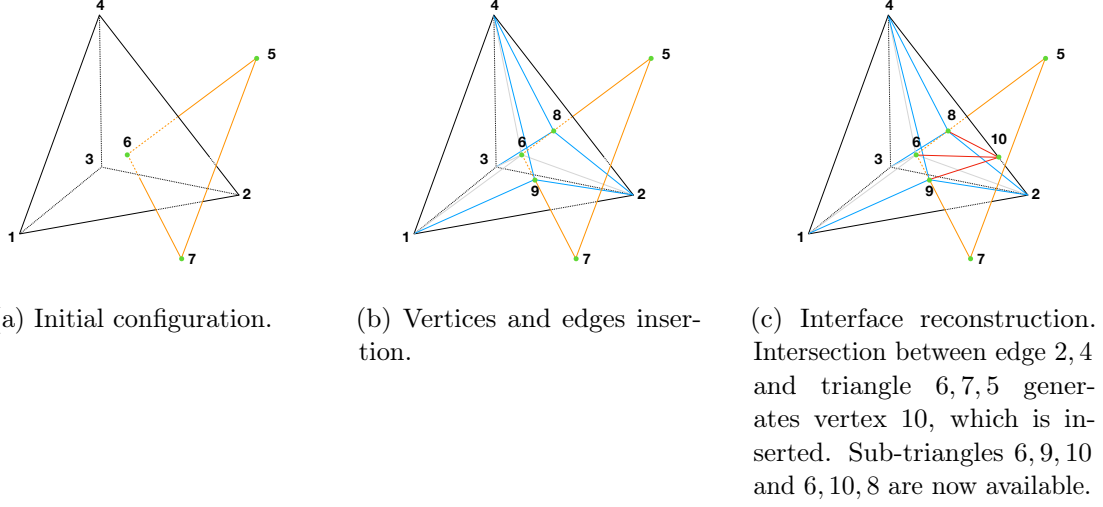 4
5
6
3
2
1
7
4
5
8
6
3
9
2
1
7
4
5
8
10
6
3
9
2
1
7
a) Initial configuration.
(b) Vertices and edges inser-
tion.
(c) Interface reconstruction.
Intersection between edge 2, 4
and triangle 6, 7, 5 gener-
ates vertex 10, which is in-
serted. Sub-triangles 6, 9, 10
and 6, 10, 8 are now available.